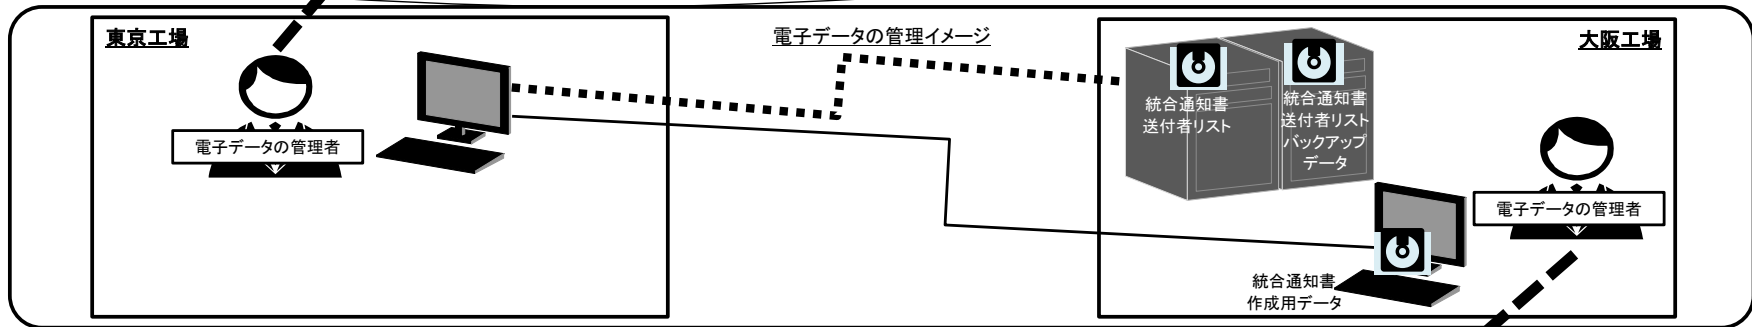 東京工場
電子データの管理者
電子データの管理イメージ
大阪工場
統合通知書
送付者リスト
統合通知書
送付者リスト
バックアップ
データ
電子データの管理者
統合通知書
作成用データ